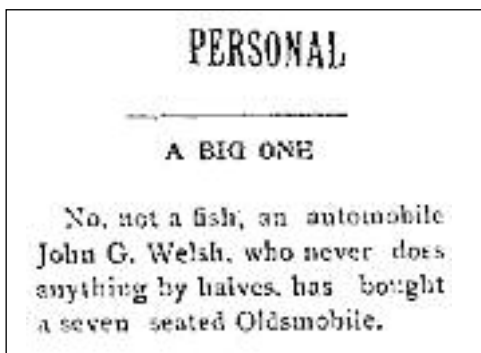 PERSONAL
A BIG ONE
No, not a fish, an automobile
John G. Welsh, who never does
anything by halves, has bought
a seven seated Oldsmobile.